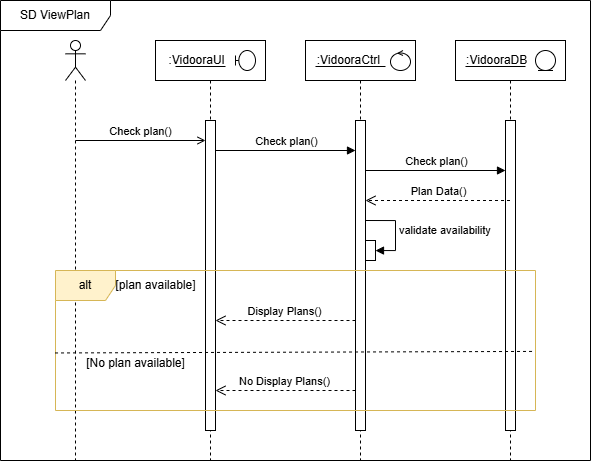 SD ViewPlan
:VidooraUI
:VidooraCtrl
:VidooraDB
Check plan()
Check plan()
Check plan()
Plan Data()
validate availability
alt
[plan available]
Display Plans()
[No plan available]
No Display Plans()